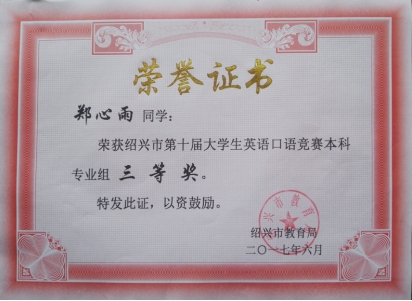 荣誉证书
郑心雨 同学：
荣获绍兴市第十届大学生英语口语竞赛本科
专业组 三等奖。
特发此证，以资鼓励。
绍兴市教育局
二〇一七年六月